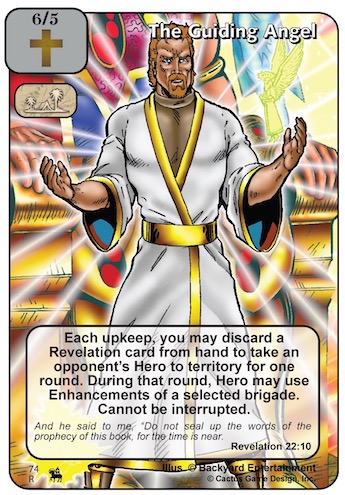 6/5
The Guiding Angel
Each upkeep, you may discard a
Revelation card from hand to take an
opponent's Hero to territory for one
round. During that round, Hero may use
Enhancements of a selected brigade.
Cannot be interrupted.
And he said to me, "Do not seal up the words of the
prophecy of this book, for the time is near.
Revelation 22:10
74
R
Illus. © Backyard Entertainment
© Cactus Game Design, Inc.